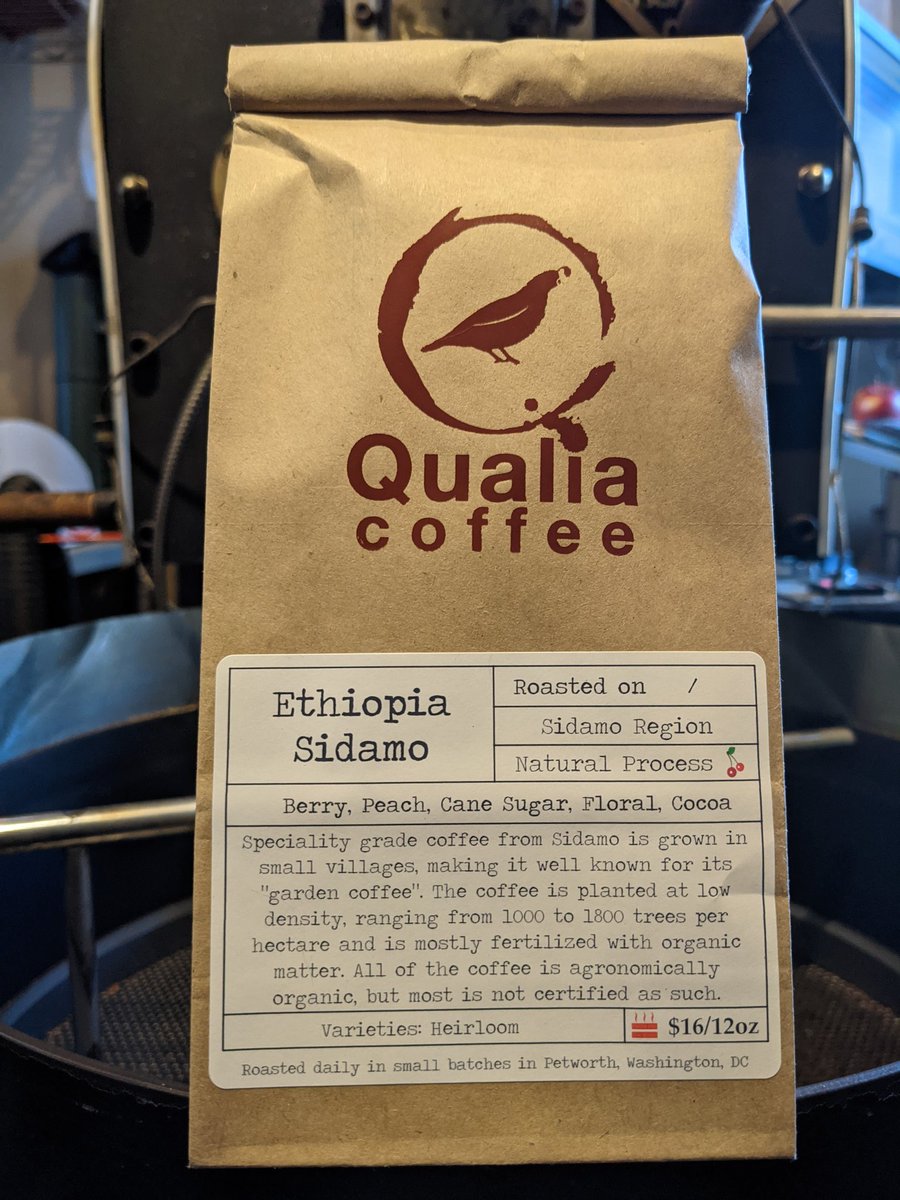 Qualia
coffee
Ethiopia
Sidamo
Roasted on /
Sidamo Region
Natural Process
Berry, Peach, Cane Sugar, Floral, Cocoa
Speciality grade coffee from Sidamo is grown in
small villages, making it well known for its
"garden coffee". The coffee is planted at low
density, ranging from 1000 to 1800 trees per
hectare and is mostly fertilized with organic
matter. All of the coffee is agronomically
organic, but most is not certified as such.
Varieties: Heirloom
$16/12oz
Roasted daily in small batches in Petworth, Washington, DC